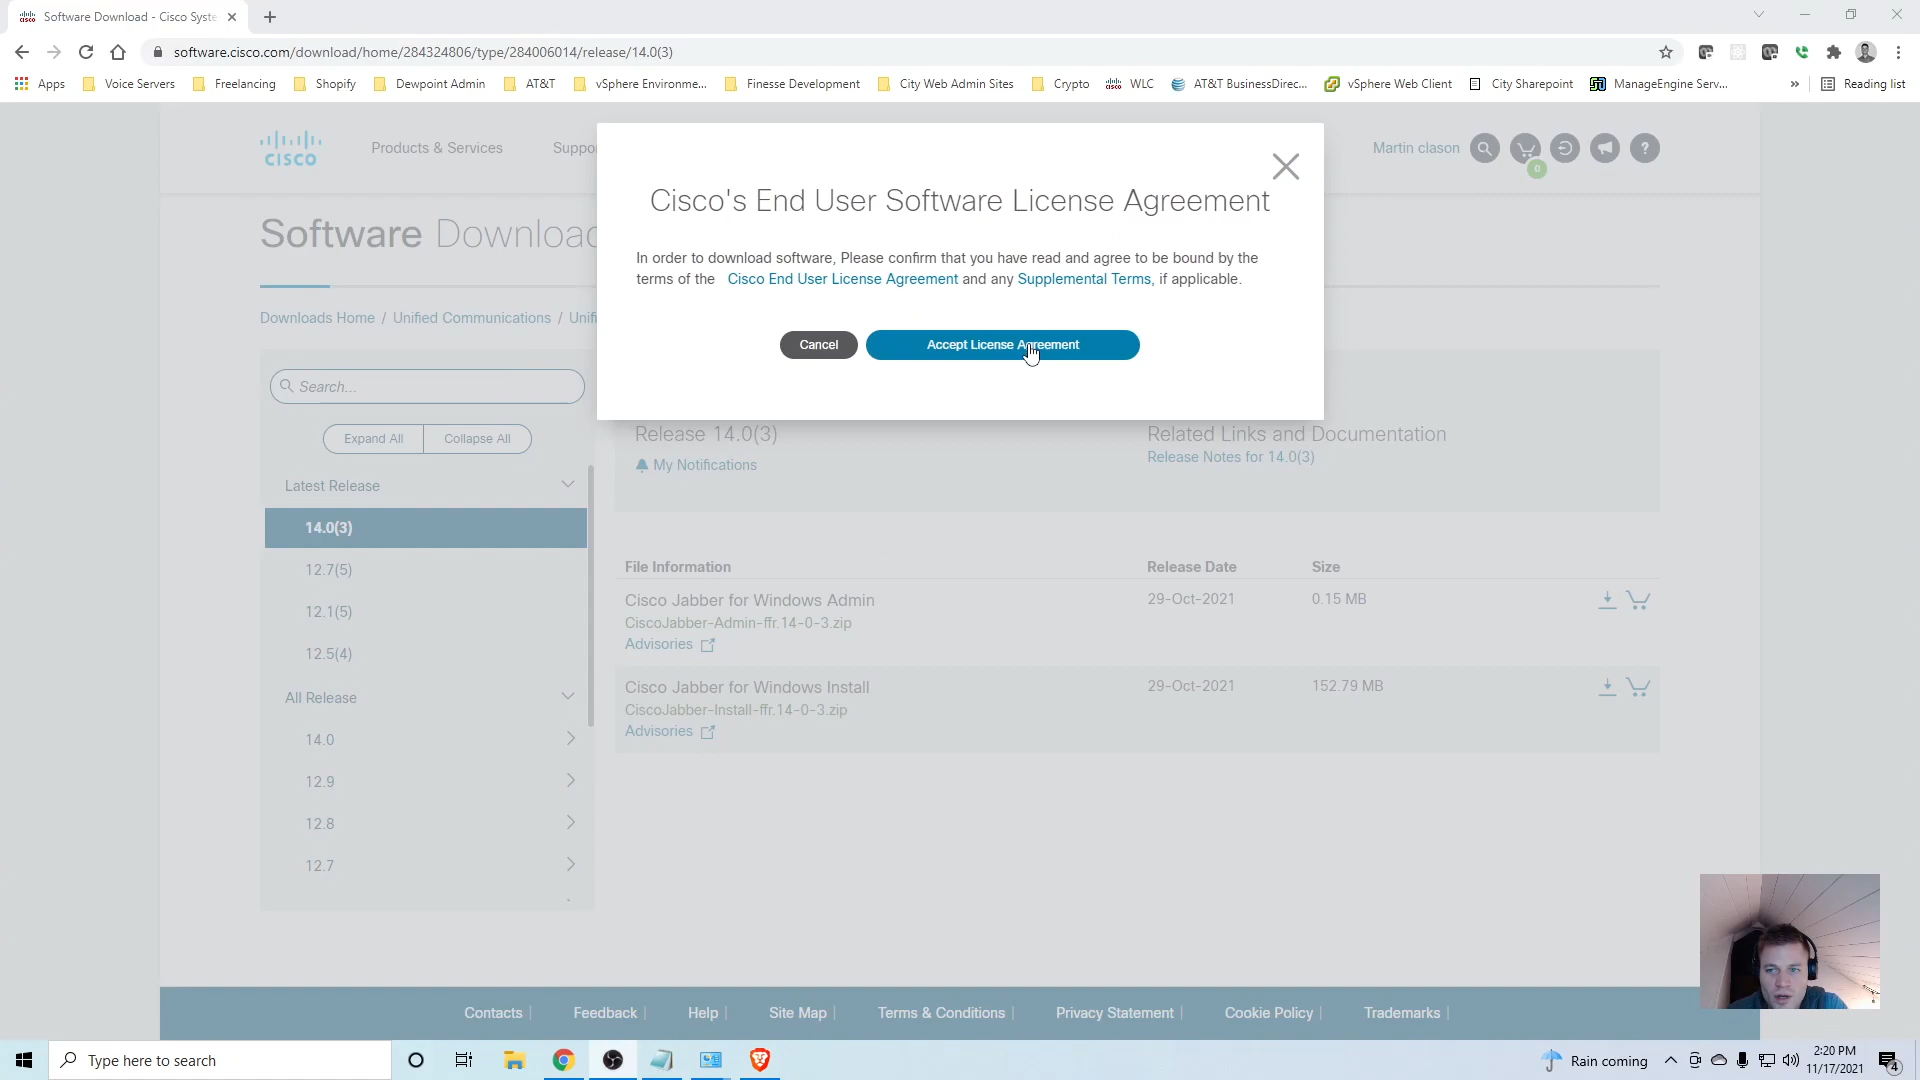 Software Download - Cisco Syste
software.cisco.com/download/home/284324806/type/284006014/release/14.0(3)
Apps
Voice Servers
Freelancing
Shopify
Dewpoint Admin
AT&T
vSphere Environme...
Finesse Development
City Web Admin Sites
Crypto
WLC
AT&T BusinessDirec...
vSphere Web Client
City Sharepoint
ManageEngine Serv...
»
Reading list
CISCO
Products & Services
Suppo
Martin clason
0
Cisco's End User Software License Agreement
In order to download software, Please confirm that you have read and agree to be bound by the
terms of the Cisco End User License Agreement and any Supplemental Terms, if applicable.
Cancel
Accept License Agreement
Software Download
Downloads Home / Unified Communications / Unifi
Search...
Expand All
Collapse All
Latest Release
14.0(3)
12.7(5)
12.1(5)
12.5(4)
All Release
14.0
12.9
12.8
12.7
Release 14.0(3)
My Notifications
Related Links and Documentation
Release Notes for 14.0(3)
File Information
Release Date
Size
Cisco Jabber for Windows Admin
29-Oct-2021
0.15 MB
CiscoJabber-Admin-ffr.14-0-3.zip
Advisories
Cisco Jabber for Windows Install
29-Oct-2021
152.79 MB
CiscoJabber-Install-ffr.14-0-3.zip
Advisories
Contacts |
Feedback |
Help |
Site Map |
Terms & Conditions |
Privacy Statement |
Cookie Policy |
Trademarks |
Type here to search
Rain coming
2:20 PM
11/17/2021
4